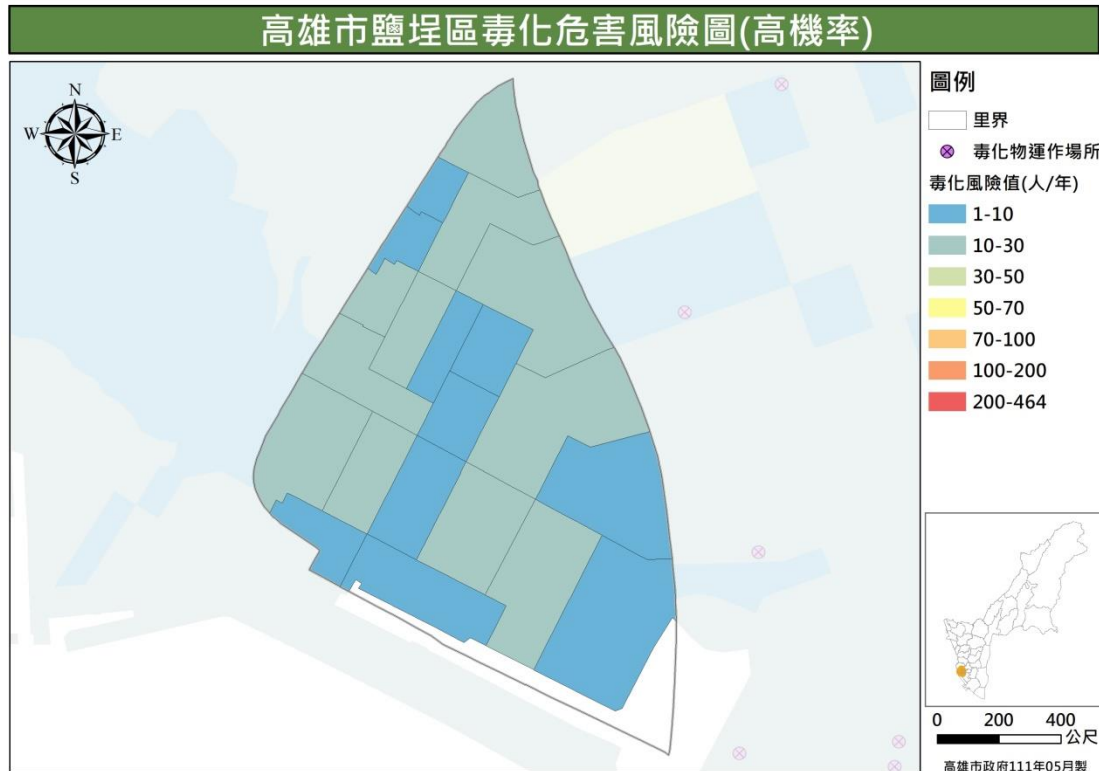 高雄市鹽埕區毒化危害風險圖(高機率)
N
W E
S
圖例
里界
毒化物運作場所
毒化風險值(人/年)
1-10
10-30
30-50
50-70
70-100
100-200
200-464
0 200 400
公尺
高雄市政府111年05月製